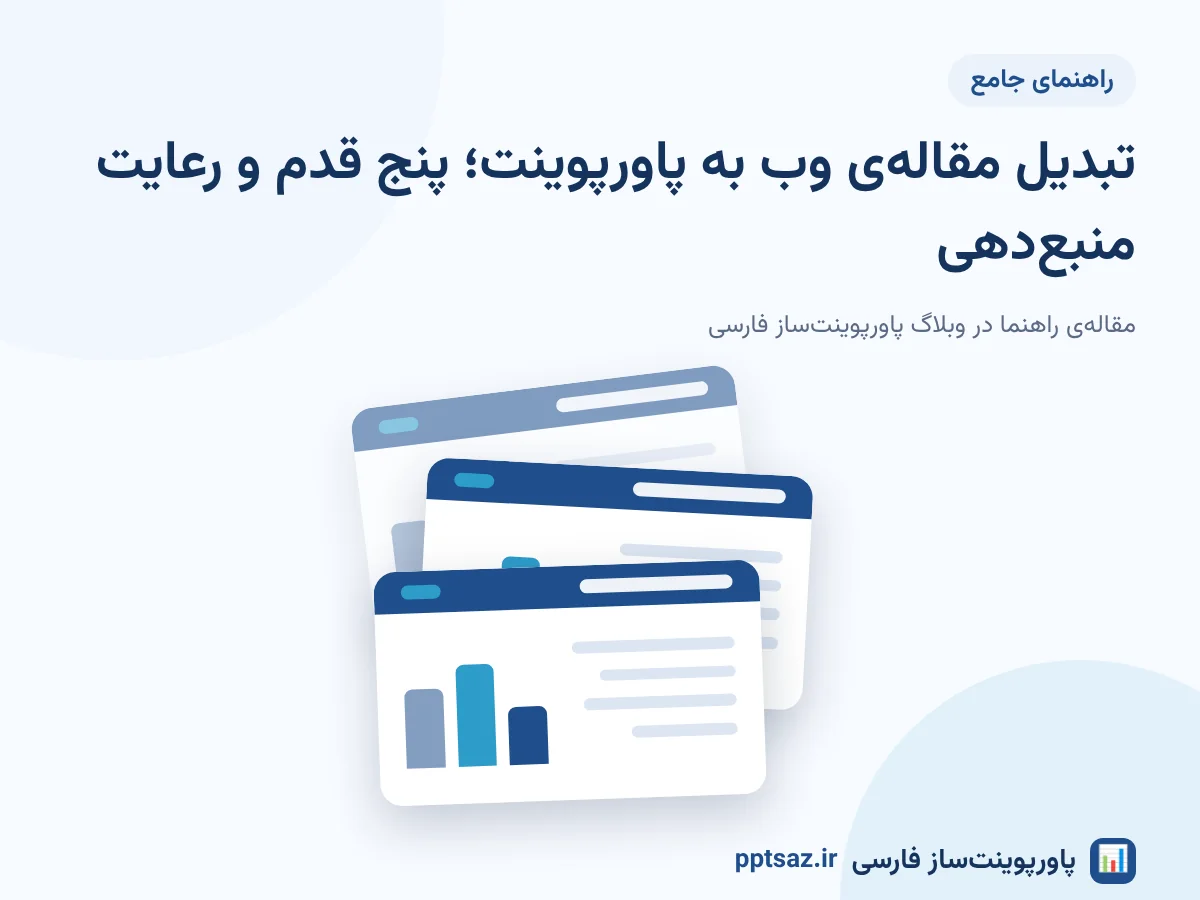 راهنمای جامع
تبدیل مقاله‌ی وب به پاورپوینت؛ پنج قدم و رعایت
منبع‌دهی
مقاله‌ی راهنما در وبلاگ پاورپوینت‌ساز فارسی
پاورپوینت‌ساز فارسی pptsaz.ir